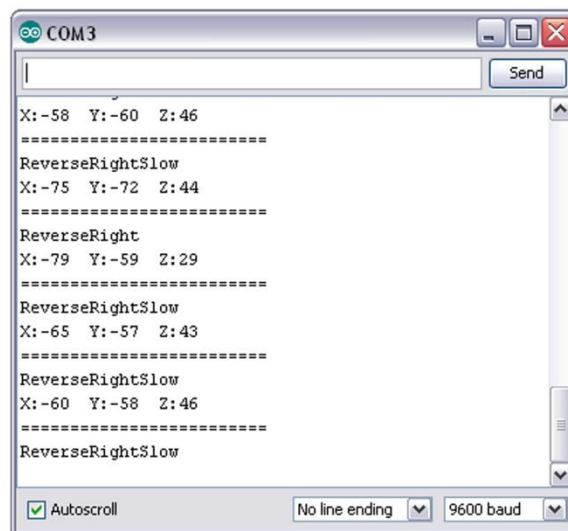 COM3
Send
X:-58 Y:-60 Z:46
=========================
ReverseRightSlow
X:-75 Y:-72 Z:44
=========================
ReverseRight
X:-79 Y:-59 Z:29
=========================
ReverseRightSlow
X:-65 Y:-57 Z:43
=========================
ReverseRightSlow
X:-60 Y:-58 Z:46
=========================
ReverseRightSlow
Autoscroll
No line ending
9600 baud